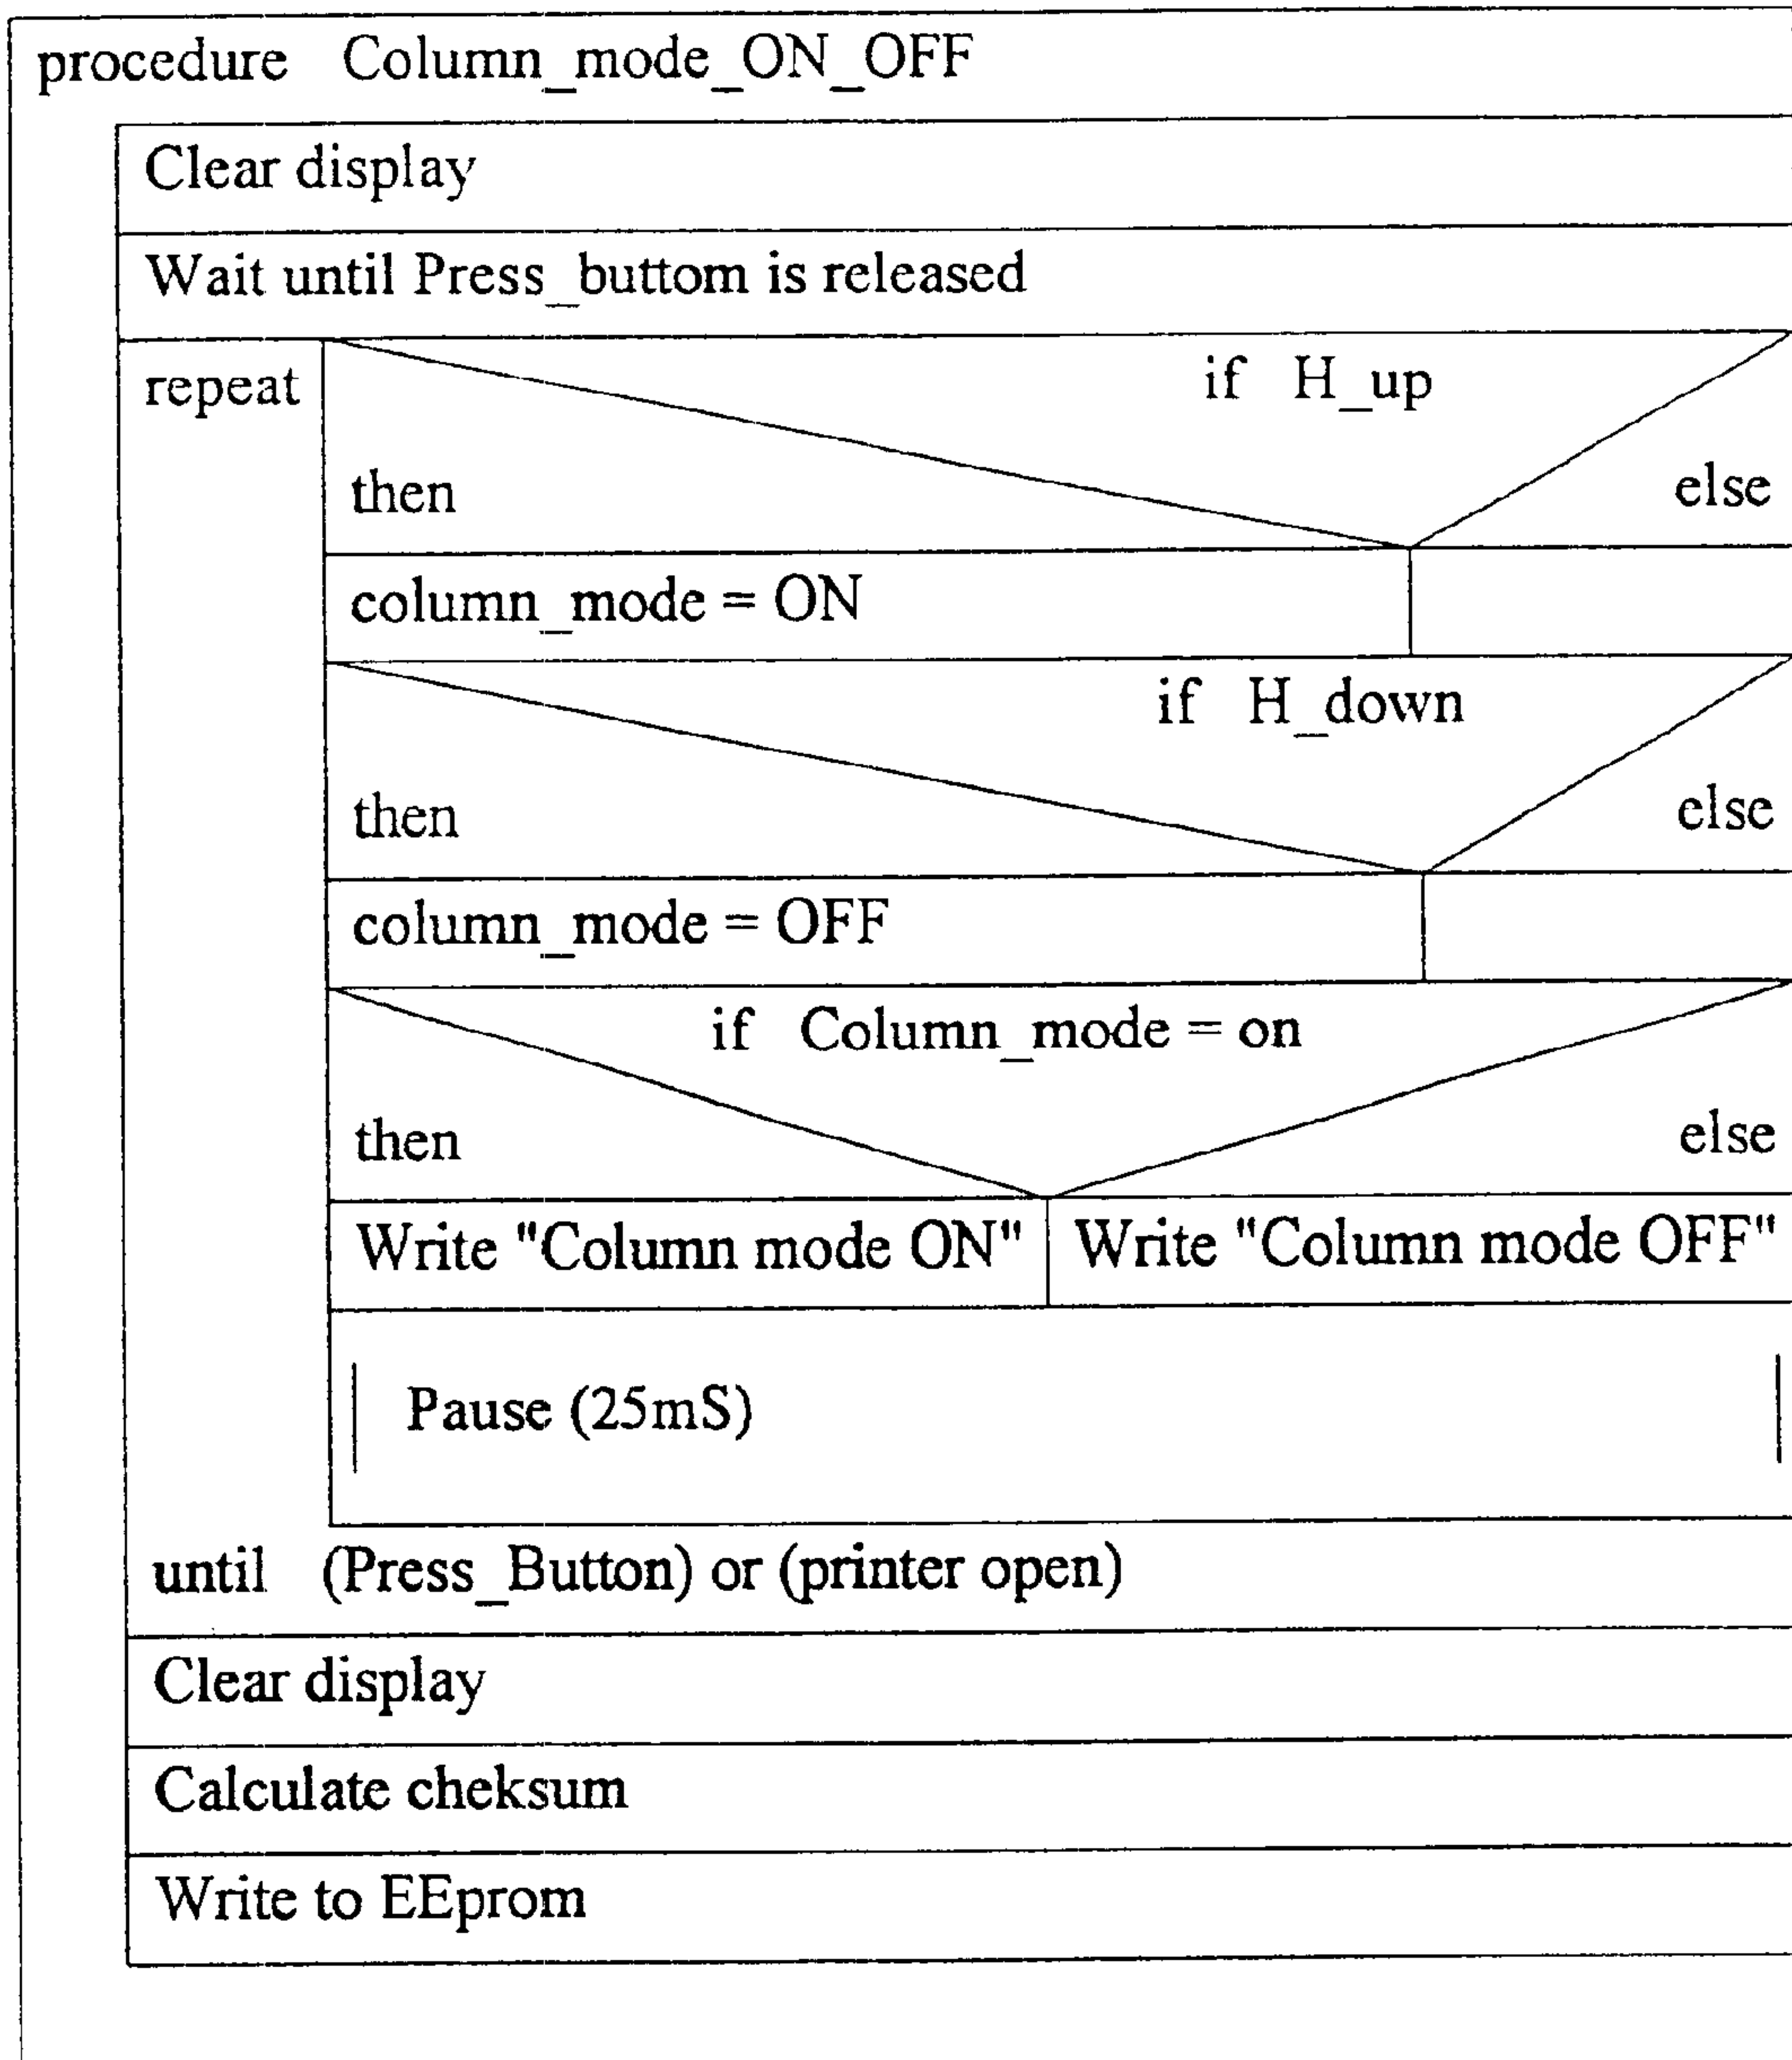 procedure Column_mode_ON_OFF
Clear display
Wait until Press_buttom is released
repeat
if H_up
then else
column_mode = ON
if H_down
then else
column_mode = OFF
if Column_mode = on
then else
Write "Column mode ON" Write "Column mode OFF"
Pause (25mS)
until (Press_Button) or (printer open)
Clear display
Calculate cheksum
Write to EEprom